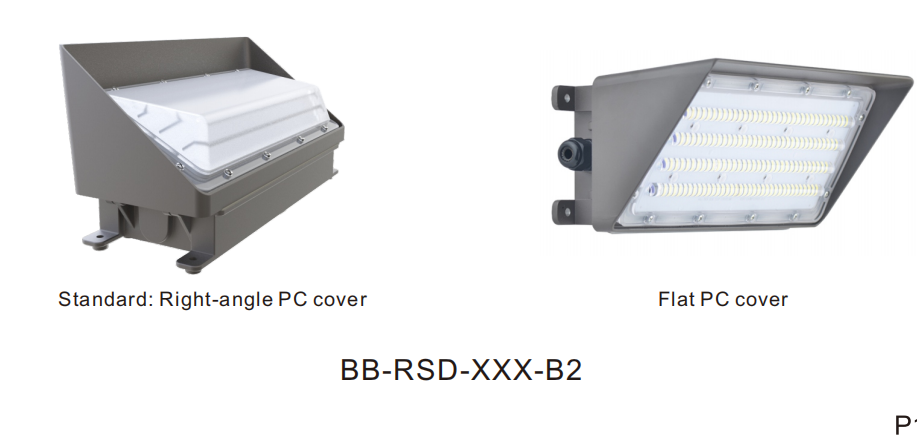 Standard: Right-angle PC cover
Flat PC cover
BB-RSD-XXX-B2